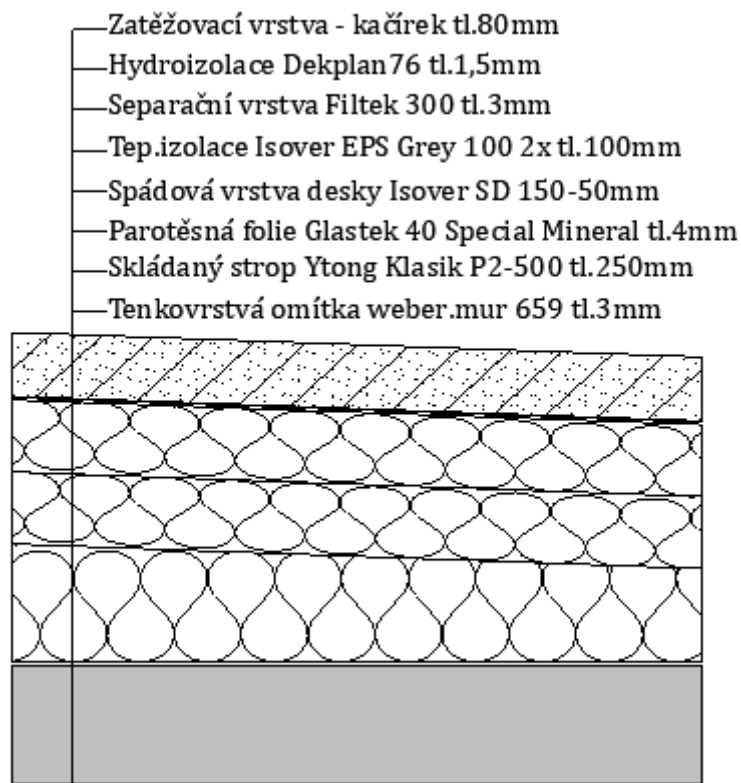 Zatěžovací vrstva - kačírek tl.80mm
Hydroizolace Dekplan76 tl.1,5mm
Separační vrstva Filtek 300 tl.3mm
Tep.izolace Isover EPS Grey 100 2x tl.100mm
Spádová vrstva desky Isover SD 150-50mm
Parotěsná folie Glastek 40 Special Mineral tl.4mm
Skládaný strop Ytong Klasik P2-500 tl.250mm
Tenkovrstvá omítka weber.mur 659 tl.3mm